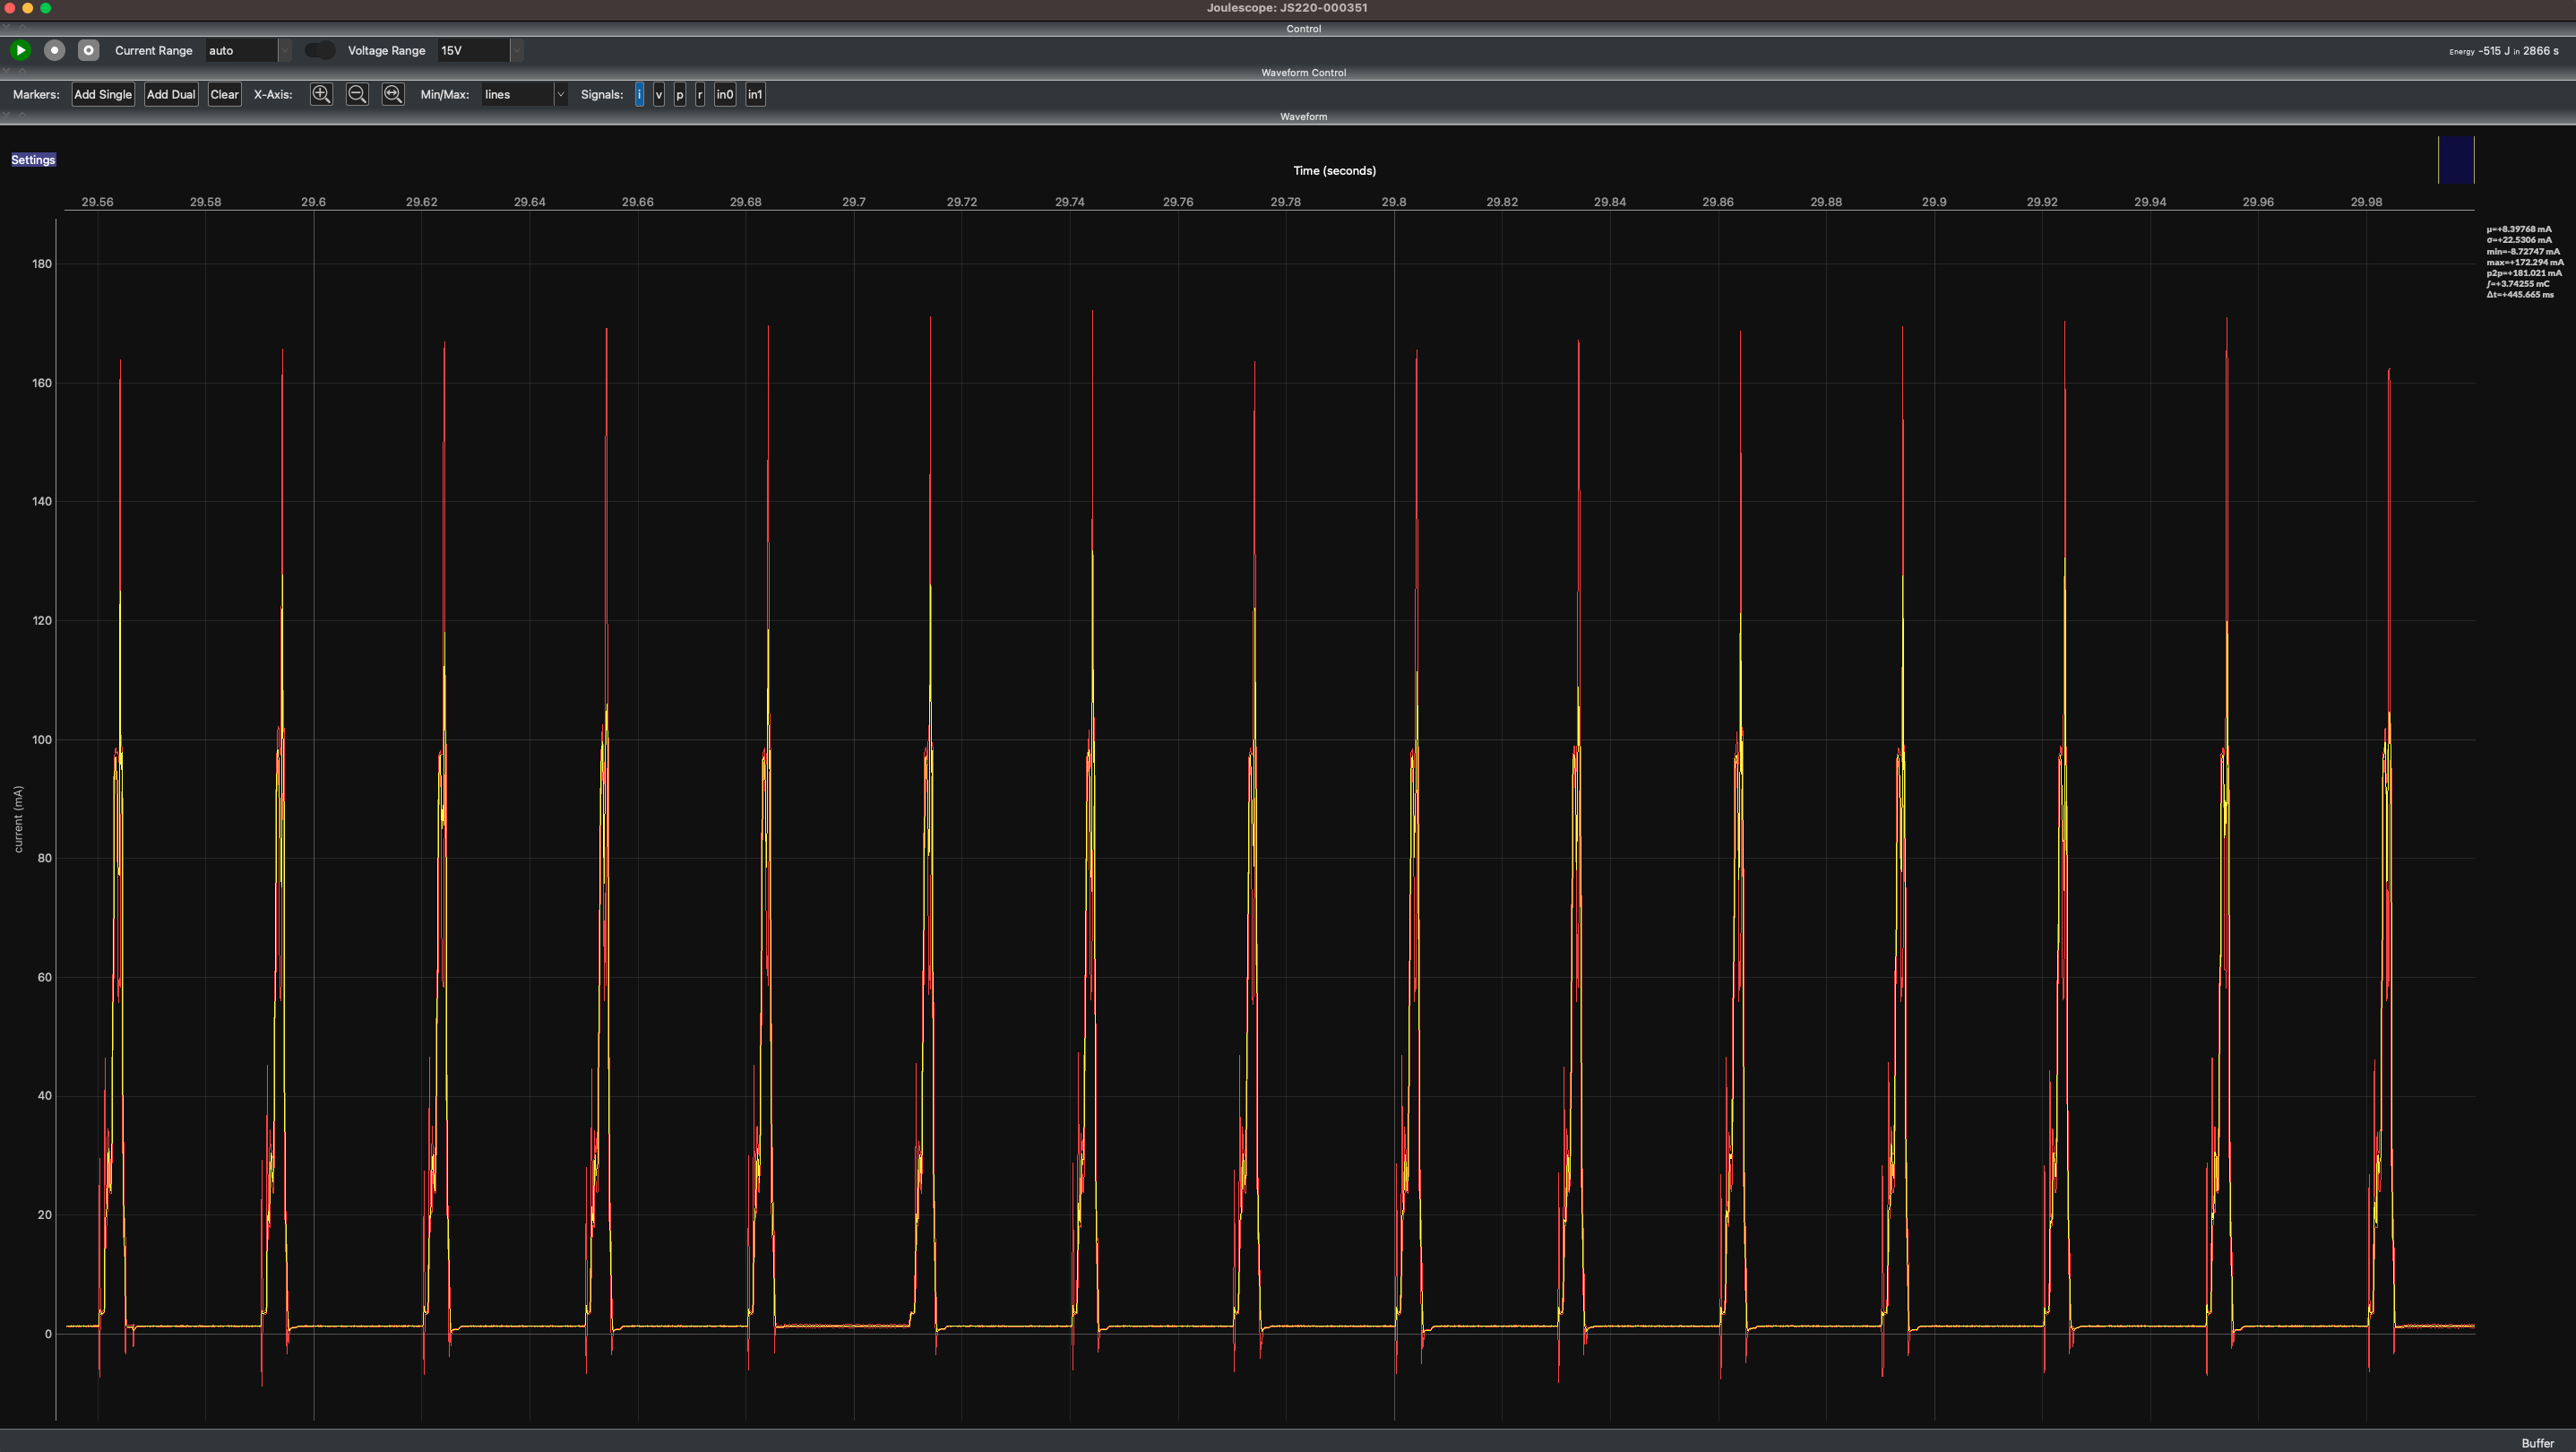 Joulescope: JS220-000351
Control
Current Range auto Voltage Range 15V Energy -515 J in 2866 s
Waveform Control
Markers: Add Single Add Dual Clear X-Axis: Min/Max: lines Signals: i v p r in0 in1
Waveform
Settings
Time (seconds)
29.56 29.58 29.6 29.62 29.64 29.66 29.68 29.7 29.72 29.74 29.76 29.78 29.8 29.82 29.84 29.86 29.88 29.9 29.92 29.94 29.96 29.98
µ=+8.39768 mA
σ=+22.5306 mA
min=-8.72747 mA
max=+172.294 mA
p2p=+181.021 mA
∫=+3.74255 mC
Δt=+445.665 ms
180
160
140
120
100
80
60
40
20
0
current (mA)
Buffer